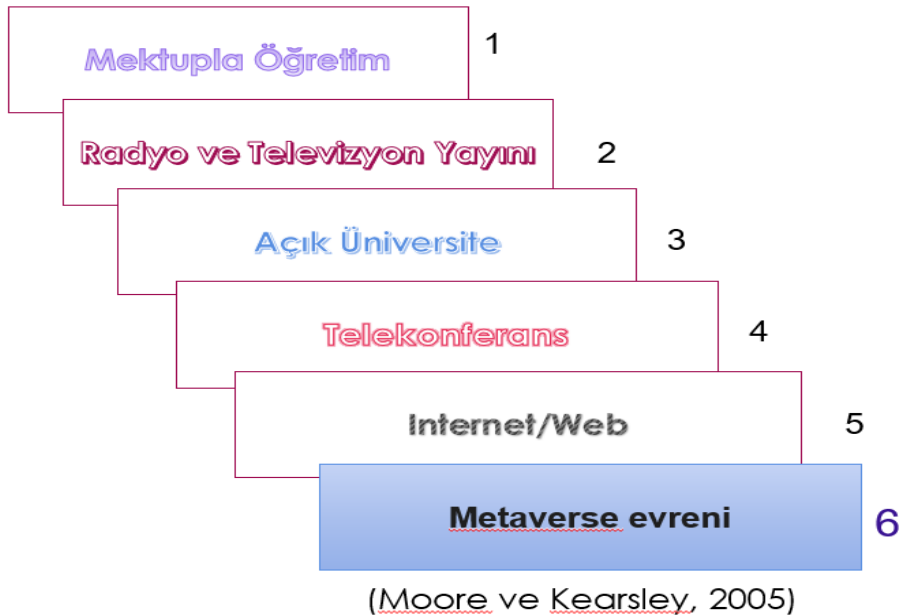 Mektupla Öğretim 1
Radyo ve Televizyon Yayını 2
Açık Üniversite 3
Telekonferans 4
Internet/Web 5
Metaverse evreni 6
(Moore ve Kearsley, 2005)